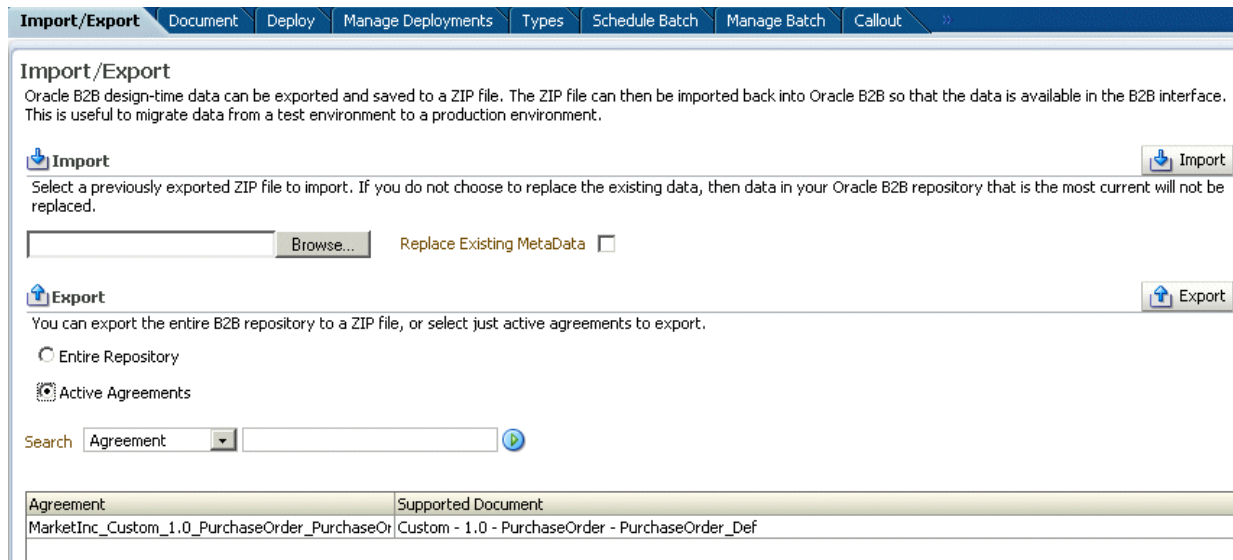 Import/Export Document Deploy Manage Deployments Types Schedule Batch Manage Batch Callout »
Import/Export
Oracle B2B design-time data can be exported and saved to a ZIP file. The ZIP file can then be imported back into Oracle B2B so that the data is available in the B2B interface.
This is useful to migrate data from a test environment to a production environment.
Import Import
Select a previously exported ZIP file to import. If you do not choose to replace the existing data, then data in your Oracle B2B repository that is the most current will not be
replaced.
Browse... Replace Existing MetaData
Export Export
You can export the entire B2B repository to a ZIP file, or select just active agreements to export.
Entire Repository
Active Agreements
Search Agreement
Agreement Supported Document
MarketInc_Custom_1.0_PurchaseOrder_PurchaseOr Custom - 1.0 - PurchaseOrder - PurchaseOrder_Def